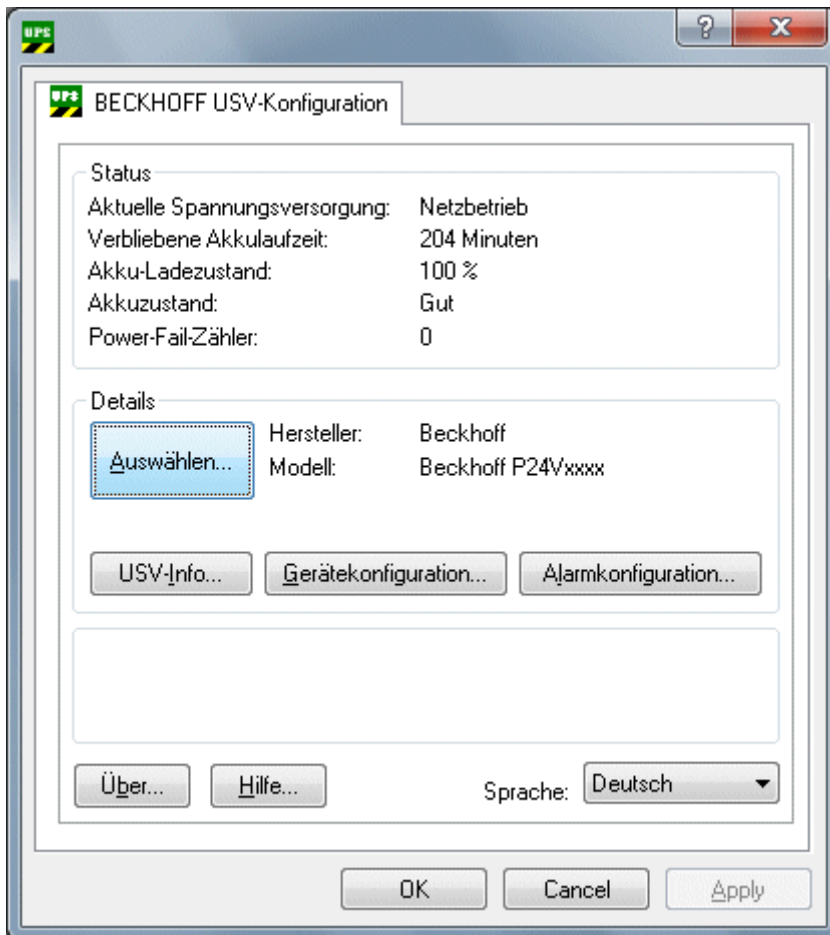 UPS
?
UPS BECKHOFF USV-Konfiguration
Status
Aktuelle Spannungsversorgung: Netzbetrieb
Verbliebene Akkulaufzeit: 204 Minuten
Akku-Ladezustand: 100 %
Akkuzustand: Gut
Power-Fail-Zähler: 0
Details
Auswählen...
Hersteller: Beckhoff
Modell: Beckhoff P24Vxxxx
USV-Info... Gerätekonfiguration... Alarmkonfiguration...
Über... Hilfe... Sprache: Deutsch
OK Cancel Apply